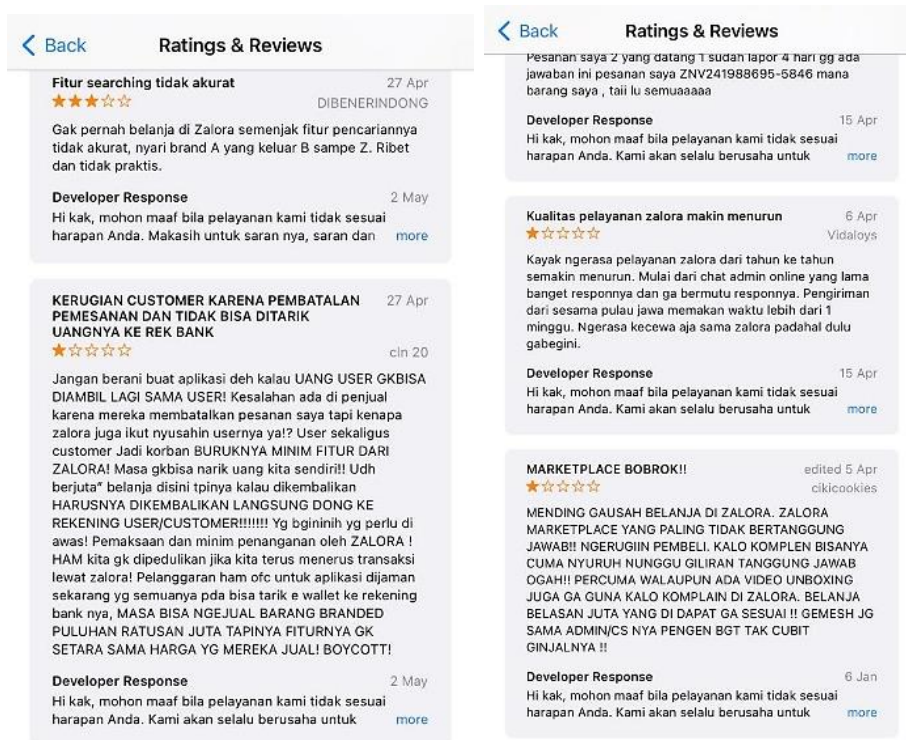 Back
Ratings & Reviews
Fitur searching tidak akurat
27 Apr
DIBENERINDONG
Gak pernah belanja di Zalora semenjak fitur pencariannya
tidak akurat, nyari brand A yang keluar B sampe Z. Ribet
dan tidak praktis.
Developer Response
2 May
Hi kak, mohon maaf bila pelayanan kami tidak sesuai
harapan Anda. Makasih untuk saran nya, saran dan more
KERUGIAN CUSTOMER KARENA PEMBATALAN
27 Apr
PEMESANAN DAN TIDAK BISA DITARIK
UANGNYA KE REK BANK
cln 20
Jangan berani buat aplikasi deh kalau UANG USER GKBISA
DIAMBIL LAGI SAMA USER! Kesalahan ada di penjual
karena mereka membatalkan pesanan saya tapi kenapa
zalora juga ikut nyusahin usernya ya!? User sekaligus
customer Jadi korban BURUKNYA MINIM FITUR DARI
ZALORA! Masa gkbisa narik uang kita sendiri!! Udh
berjuta" belanja disini tpinya kalau dikembalikan
HARUSNYA DIKEMBALIKAN LANGSUNG DONG KE
REKENING USER/CUSTOMER!!!!!!! Yg bgininih yg perlu di
awas! Pemaksaan dan minim penanganan oleh ZALORA !
HAM kita gk dipedulikan jika kita terus menerus transaksi
lewat zalora! Pelanggaran ham ofc untuk aplikasi dijaman
sekarang yg semuanya pda bisa tarik e wallet ke rekening
bank nya, MASA BISA NGEJUAL BARANG BRANDED
PULUHAN RATUSAN JUTA TAPINYA FITURNYA GK
SETARA SAMA HARGA YG MEREKA JUAL! BOYCOTT!
Developer Response
2 May
Hi kak, mohon maaf bila pelayanan kami tidak sesuai
harapan Anda. Kami akan selalu berusaha untuk more
Back
Ratings & Reviews
Pesanan saya 2 yang datang 1 sudah lapor 4 hari gg ada
jawaban ini pesanan saya ZNV241988695-5846 mana
barang saya , taii lu semuaaaaa
Developer Response
15 Apr
Hi kak, mohon maaf bila pelayanan kami tidak sesuai
harapan Anda. Kami akan selalu berusaha untuk more
Kualitas pelayanan zalora makin menurun
6 Apr
Vidaloys
Kayak ngerasa pelayanan zalora dari tahun ke tahun
semakin menurun. Mulai dari chat admin online yang lama
banget responnya dan ga bermutu responnya. Pengiriman
dari sesama pulau jawa memakan waktu lebih dari 1
minggu. Ngerasa kecewa aja sama zalora padahal dulu
gabegini.
Developer Response
15 Apr
Hi kak, mohon maaf bila pelayanan kami tidak sesuai
harapan Anda. Kami akan selalu berusaha untuk more
MARKETPLACE BOBROK!!
edited 5 Apr
cikicookies
MENDING GAUSAH BELANJA DI ZALORA. ZALORA
MARKETPLACE YANG PALING TIDAK BERTANGGUNG
JAWAB!! NGERUGIIN PEMBELI. KALO KOMPLEN BISANYA
CUMA NYURUH NUNGGU GILIRAN TANGGUNG JAWAB
OGAH!! PERCUMA WALAUPUN ADA VIDEO UNBOXING
JUGA GA GUNA KALO KOMPLAIN DI ZALORA. BELANJA
BELASAN JUTA YANG DI DAPAT GA SESUAI !! GEMESH JG
SAMA ADMIN/CS NYA PENGEN BGT TAK CUBIT
GINJALNYA !!
Developer Response
6 Jan
Hi kak, mohon maaf bila pelayanan kami tidak sesuai
harapan Anda. Kami akan selalu berusaha untuk more